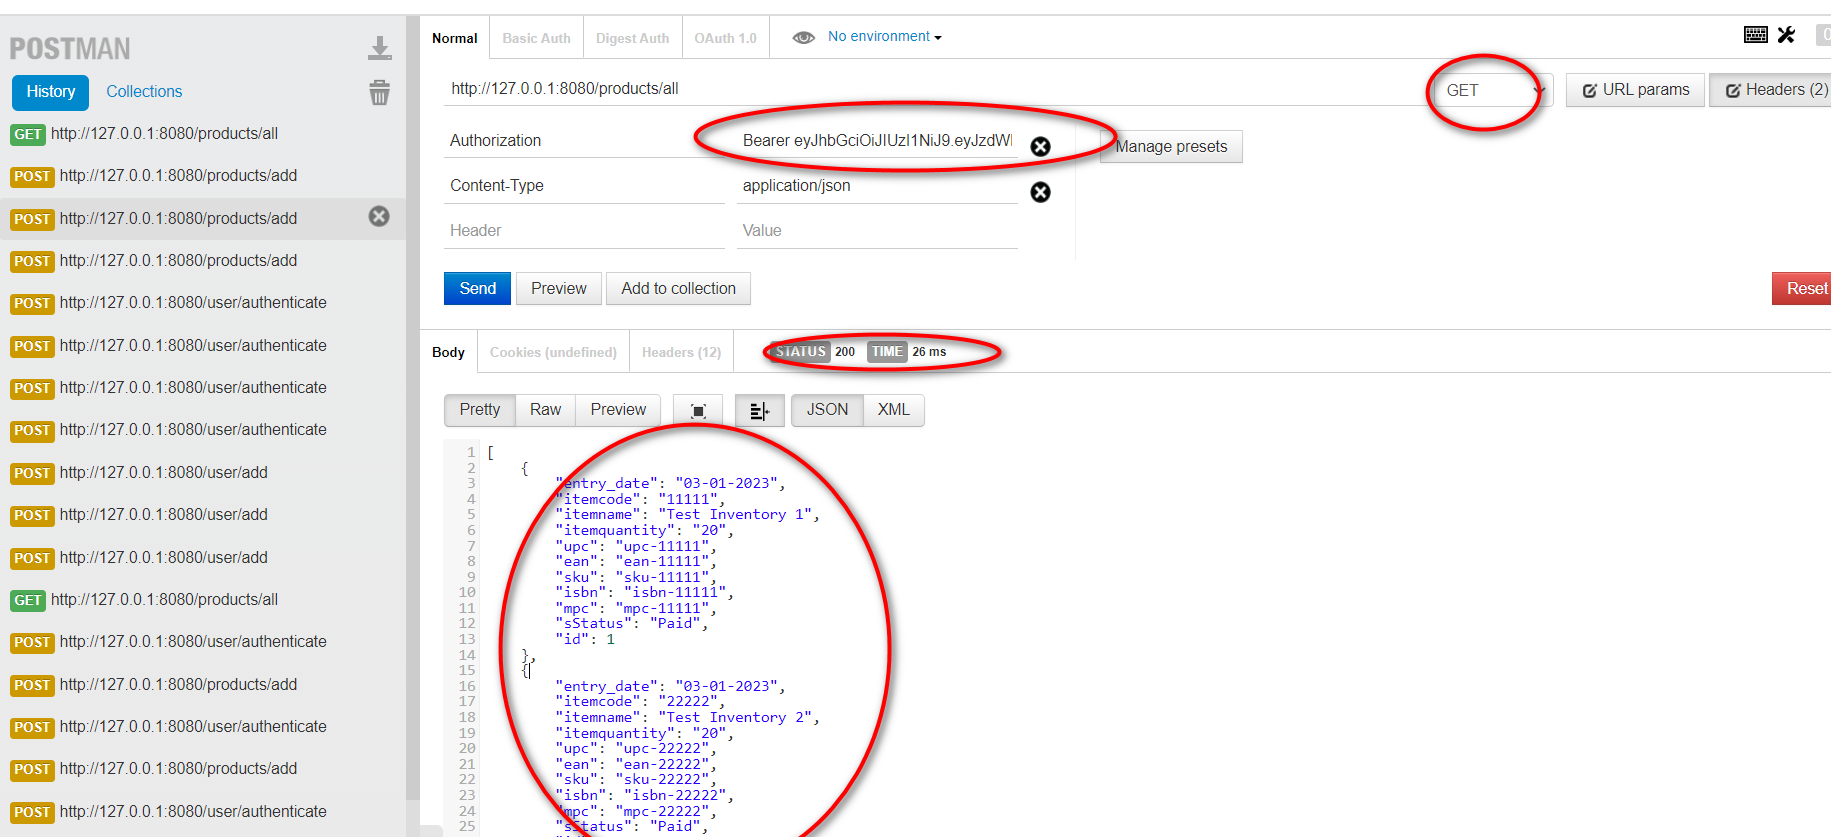 POSTMAN
History
Collections
GET http://127.0.0.1:8080/products/all
POST http://127.0.0.1:8080/products/add
POST http://127.0.0.1:8080/products/add
POST http://127.0.0.1:8080/products/add
POST http://127.0.0.1:8080/user/authenticate
POST http://127.0.0.1:8080/user/authenticate
POST http://127.0.0.1:8080/user/authenticate
POST http://127.0.0.1:8080/user/authenticate
POST http://127.0.0.1:8080/user/add
POST http://127.0.0.1:8080/user/add
POST http://127.0.0.1:8080/user/add
GET http://127.0.0.1:8080/products/all
POST http://127.0.0.1:8080/user/authenticate
POST http://127.0.0.1:8080/products/add
POST http://127.0.0.1:8080/user/authenticate
POST http://127.0.0.1:8080/products/add
POST http://127.0.0.1:8080/user/authenticate
Normal Basic Auth Digest Auth OAuth 1.0 No environment 0
http://127.0.0.1:8080/products/all GET URL params Headers (2)
Authorization Bearer eyJhbGciOiJIUzI1NiJ9.eyJzdWI Manage presets
Content-Type application/json
Header Value
Send Preview Add to collection Reset
Body Cookies (undefined) Headers (12) STATUS 200 TIME 26 ms
Pretty Raw Preview JSON XML
1 [
2 {
3 "entry_date": "03-01-2023",
4 "itemcode": "11111",
5 "itemname": "Test Inventory 1",
6 "itemquantity": "20",
7 "upc": "upc-11111",
8 "ean": "ean-11111",
9 "sku": "sku-11111",
10 "isbn": "isbn-11111",
11 "mpc": "mpc-11111",
12 "sStatus": "Paid",
13 "id": 1
14 },
15 {
16 "entry_date": "03-01-2023",
17 "itemcode": "22222",
18 "itemname": "Test Inventory 2",
19 "itemquantity": "20",
20 "upc": "upc-22222",
21 "ean": "ean-22222",
22 "sku": "sku-22222",
23 "isbn": "isbn-22222",
24 "mpc": "mpc-22222",
25 "sStatus": "Paid",